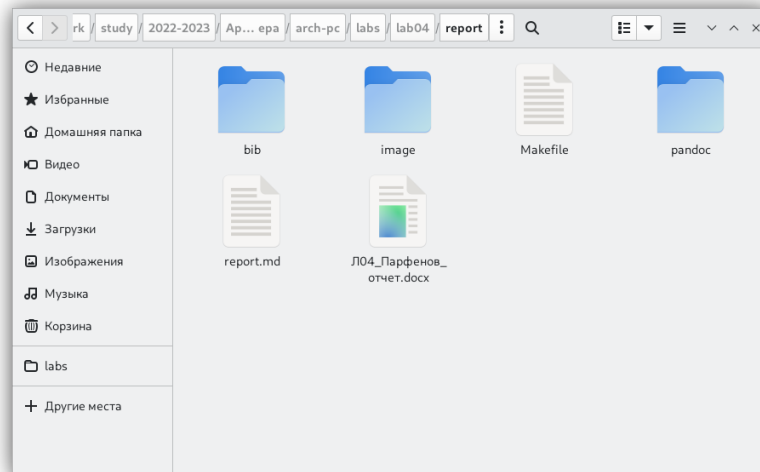 rk / study / 2022-2023 / Ар... ера / arch-pc / labs / lab04 / report
Недавние
Избранные
Домашняя папка
Видео
Документы
Загрузки
Изображения
Музыка
Корзина
labs
Другие места
bib
image
Makefile
pandoc
report.md
Л04_Парфенов_
отчет.docx